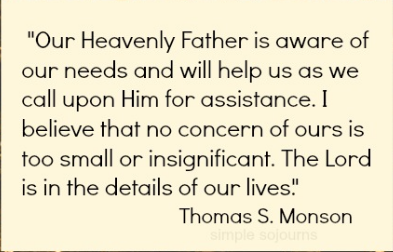 "Our Heavenly Father is aware of
our needs and will help us as we
call upon Him for assistance. I
believe that no concern of ours is
too small or insignificant. The Lord
is in the details of our lives."
Thomas S. Monson
simple sojourns